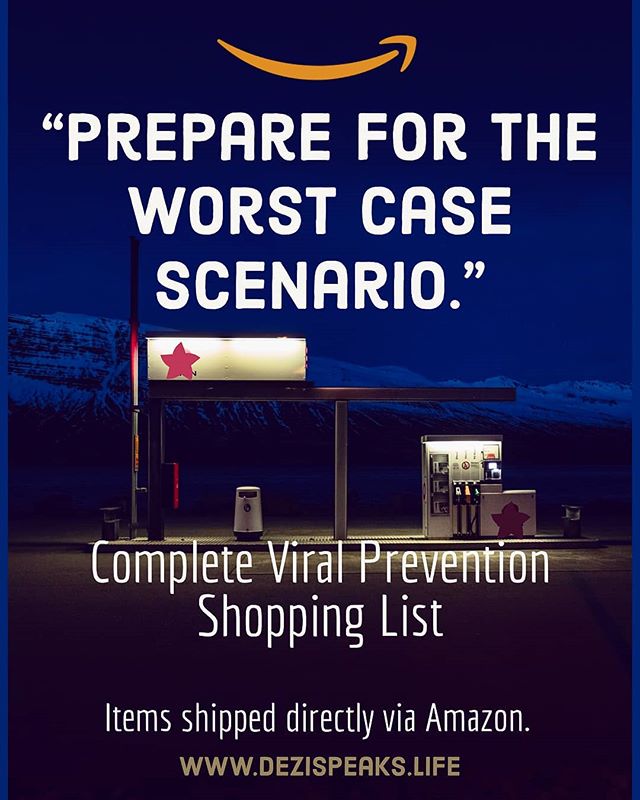 “PREPARE FOR THE
WORST CASE
SCENARIO.”
Complete Viral Prevention
Shopping List
Items shipped directly via Amazon.
WWW.DEZISPEAKS.LIFE